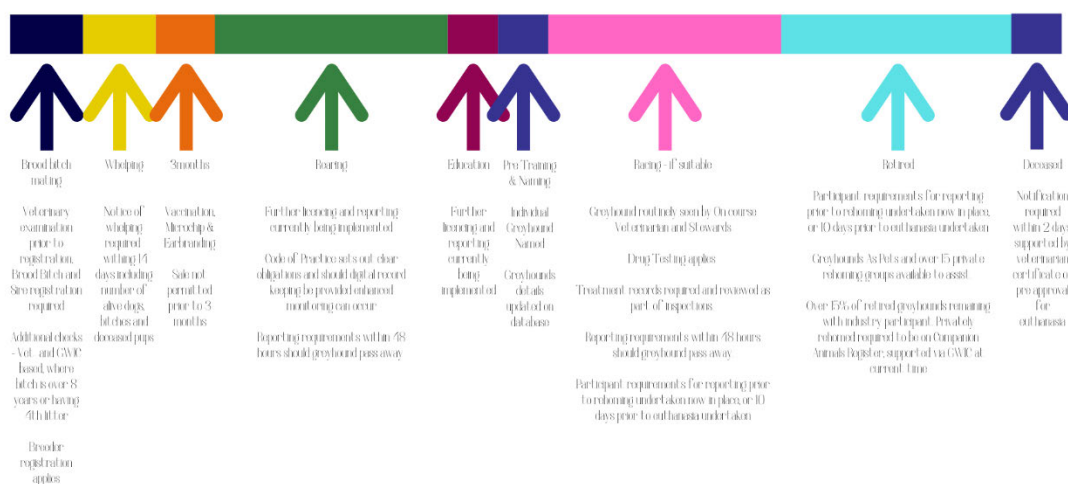 Brood bitch
mating
Veterinary
examination
prior to
registration,
Brood Bitch and
Sire registration
required
Additional checks
- Vet and GWIC
based, where
bitch is over 8
years or having
4th litter
Breeder
registration
applies
Whelping
Notice of
whelping
required
withing 14
days including
number of
alive dogs,
bitches and
deceased pups
3months
Vaccination,
Microchip &
Earbranding
Sale not
permitted
prior to 3
months
Rearing
Further licencing and reporting
currently being implemented
Code of Practice sets out clear
obligations and should digital record
keeping be provided enhanced
monitoring can occur
Reporting requirements within 48
hours should greyhound pass away
Education
Further
licencing and
reporting
currently
being
implemented
Pre Training
& Naming
Individual
Greyhound
Named
Greyhounds
details
updated on
database
Racing - if suitable
Greyhound routinely seen by On course
Veterinarian and Stewards
Drug Testing applies
Treatment records required and reviewed as
part of inspections.
Reporting requirements within 48 hours
should greyhound pass away
Participant requirements for reporting prior
to rehoming undertaken now in place, or 10
days prior to euthanasia undertaken
Retired
Participant requirements for reporting
prior to rehoming undertaken now in place,
or 10 days prior to euthanasia undertaken
Greyhounds As Pets and over 15 private
rehoming groups available to assist.
Over 15% of retired greyhounds remaining
with industry participant. Privately
rehomed required to be on Companion
Animals Register, supported via GWIC at
current time
Deceased
Notification
required
within 2 days
supported by
veterinarian
certificate or
pre approval
for
euthanasia